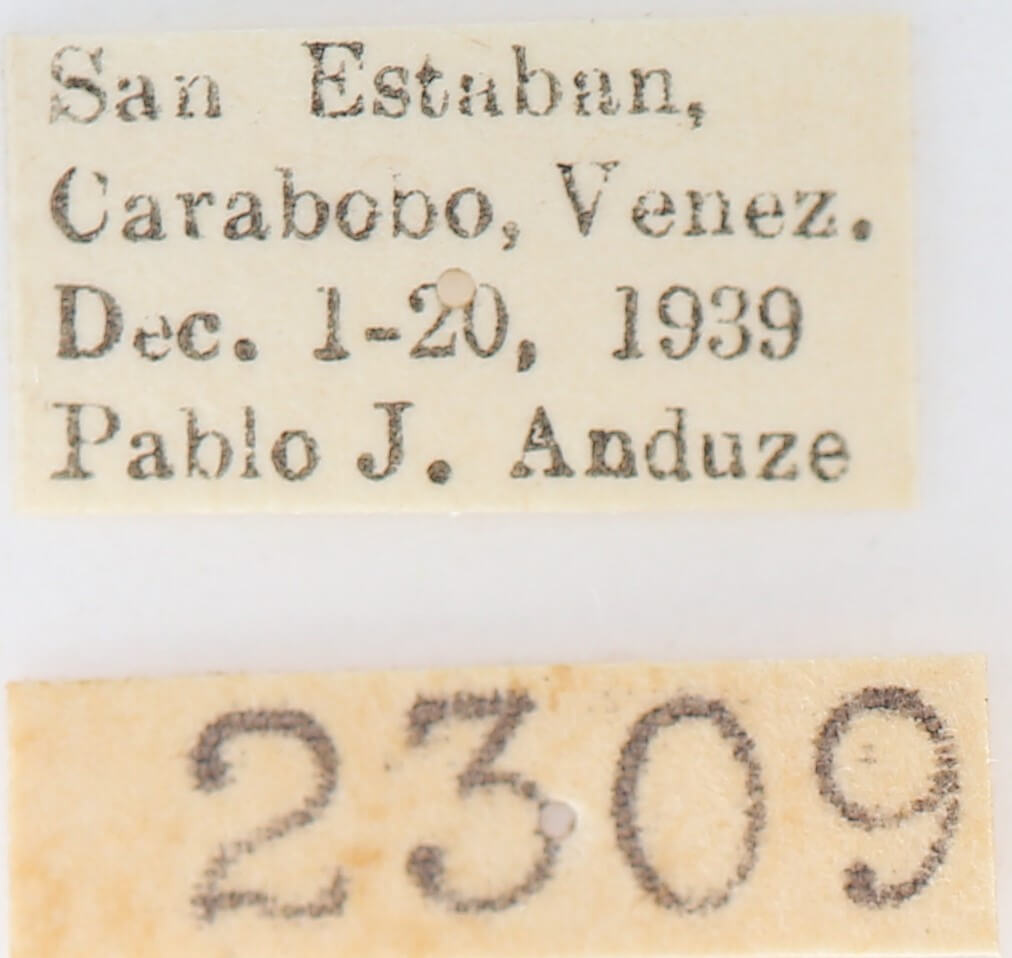 San Estaban,
Carabobo, Venez.
Dec. 1-20, 1939
Pablo J. Anduze
2309